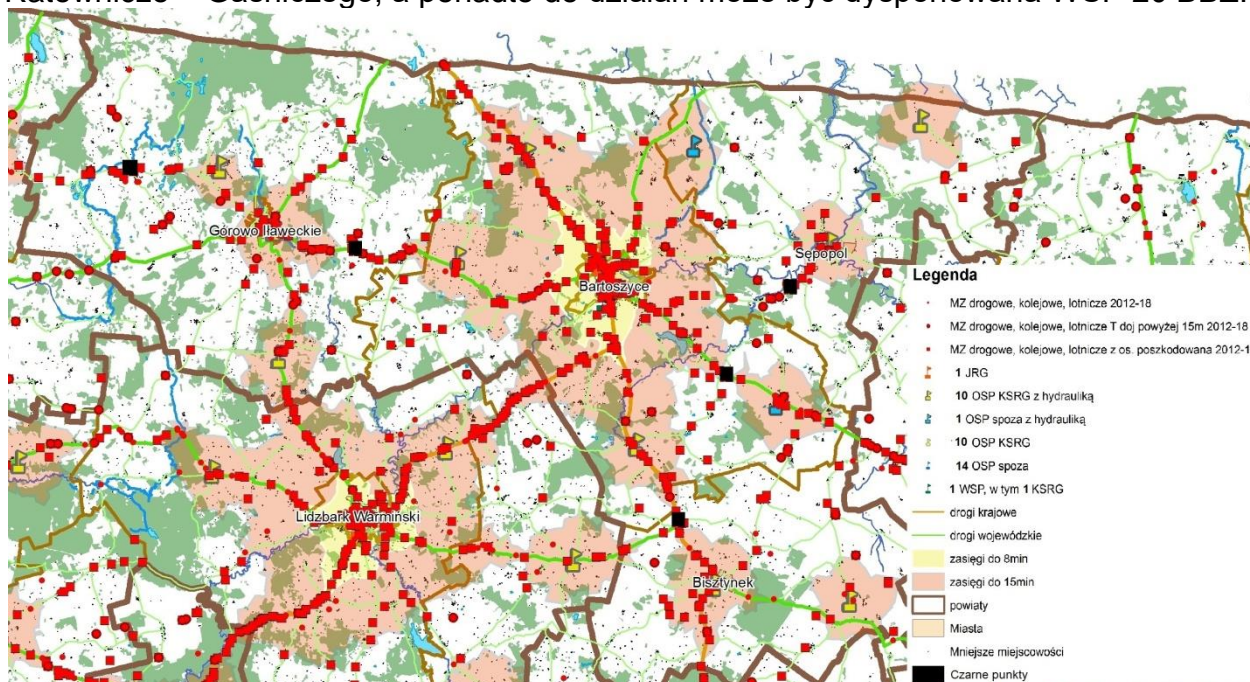 Ratowniczo – Gaśniczego, a ponadto do działań może być dysponowana WSP 20 BBZ.
Górowo Iławeckie
Sępopol
Bartoszyce
Lidzbark Warmiński
Bisztynek
Legenda
MZ drogowe, kolejowe, lotnicze 2012-18
MZ drogowe, kolejowe, lotnicze T doj powyżej 15m 2012-18
MZ drogowe, kolejowe, lotnicze z os. poszkodowana 2012-1
1 JRG
10 OSP KSRG z hydrauliką
1 OSP spoza z hydrauliką
10 OSP KSRG
14 OSP spoza
1 WSP, w tym 1 KSRG
drogi krajowe
drogi wojewódzkie
zasięgi do 8min
zasięgi do 15min
powiaty
Miasta
Mniejsze miejscowości
Czarne punkty